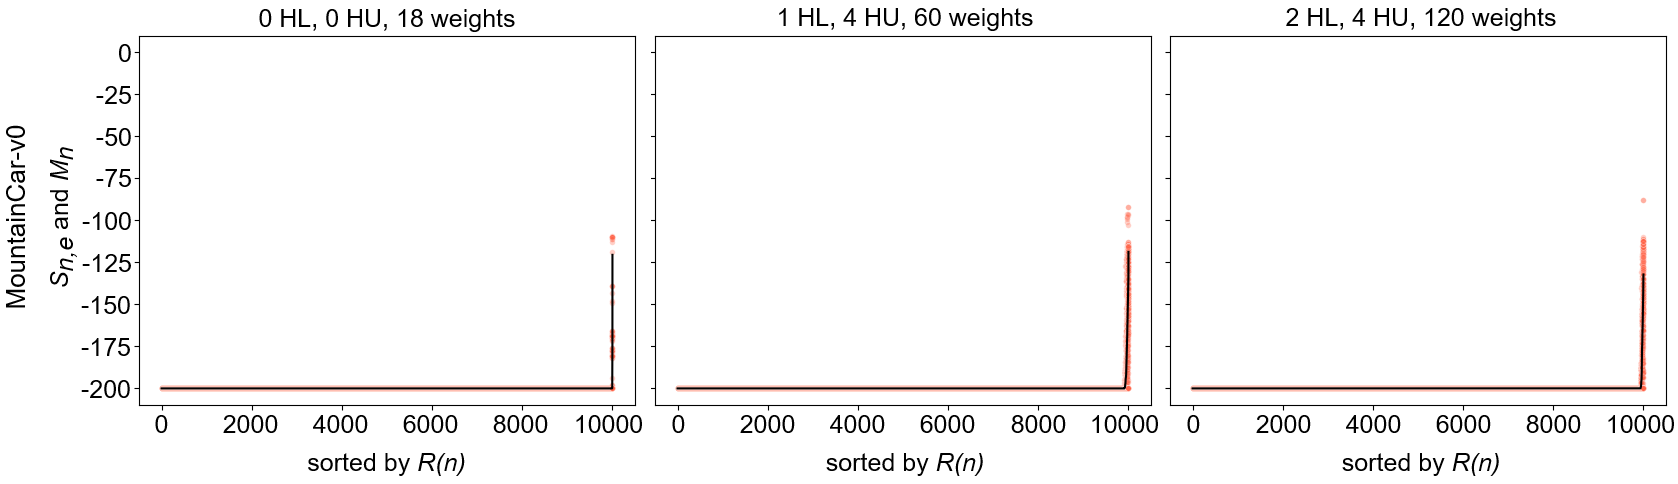 0 HL, 0 HU, 18 weights
1 HL, 4 HU, 60 weights
2 HL, 4 HU, 120 weights
MountainCar-v0
Sn,e and Mn
0
-25
-50
-75
-100
-125
-150
-175
-200
0 2000 4000 6000 8000 10000
0 2000 4000 6000 8000 10000
0 2000 4000 6000 8000 10000
sorted by R(n)
sorted by R(n)
sorted by R(n)